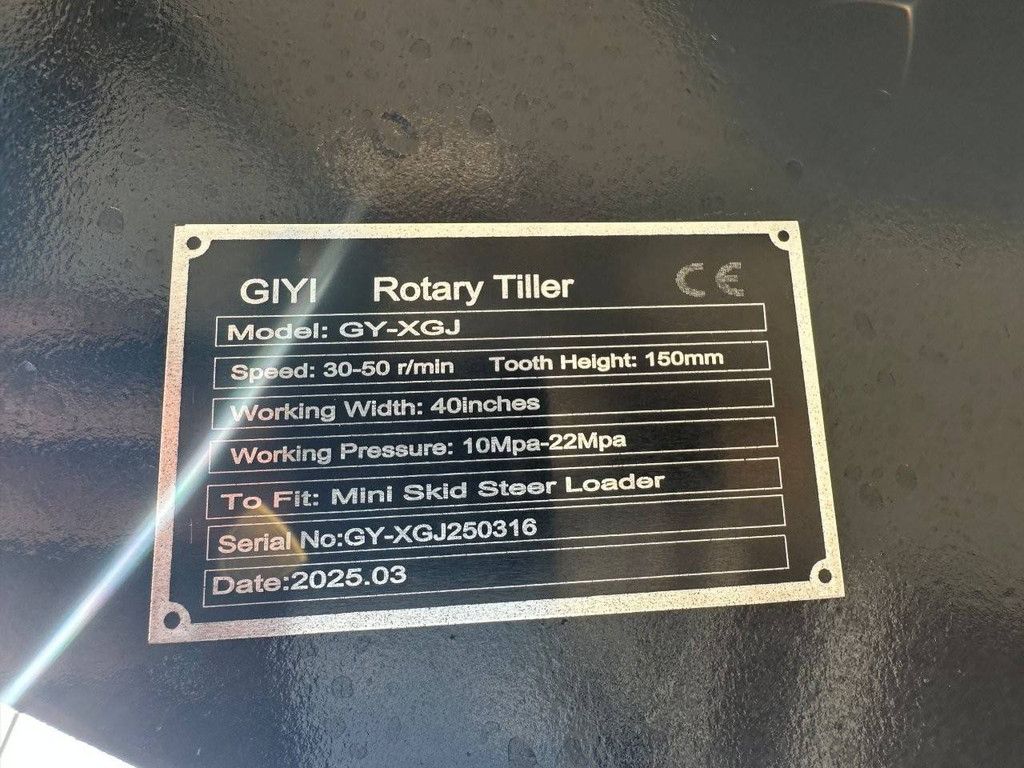 GIYI Rotary Tiller CE
Model: GY-XGJ
Speed: 30-50 r/min Tooth Height: 150mm
Working Width: 40inches
Working Pressure: 10Mpa-22Mpa
To Fit: Mini Skid Steer Loader
Serial No:GY-XGJ250316
Date:2025.03